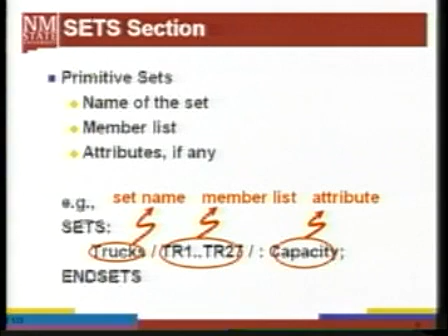 NM
STATE
SETS Section
Primitive Sets
Name of the set
Member list
Attributes, if any
set name member list attribute
e.g.,
SETS:
Trucks / TR1..TR27 / : Capacity;
ENDSETS